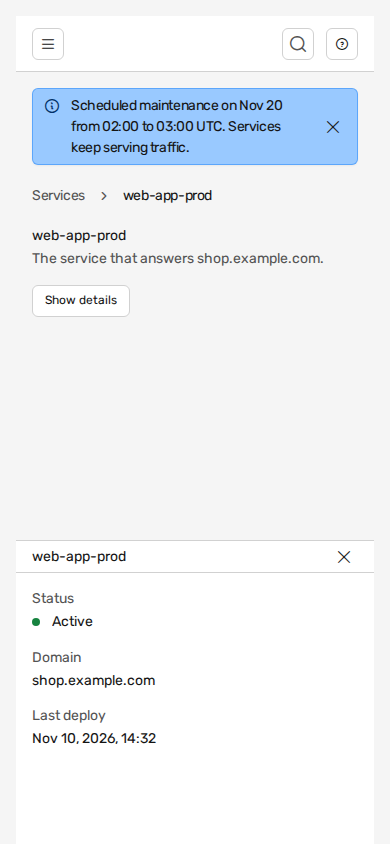 Scheduled maintenance on Nov 20
from 02:00 to 03:00 UTC. Services
keep serving traffic.
Services > web-app-prod
web-app-prod
The service that answers shop.example.com.
Show details
web-app-prod
Status
Active
Domain
shop.example.com
Last deploy
Nov 10, 2026, 14:32